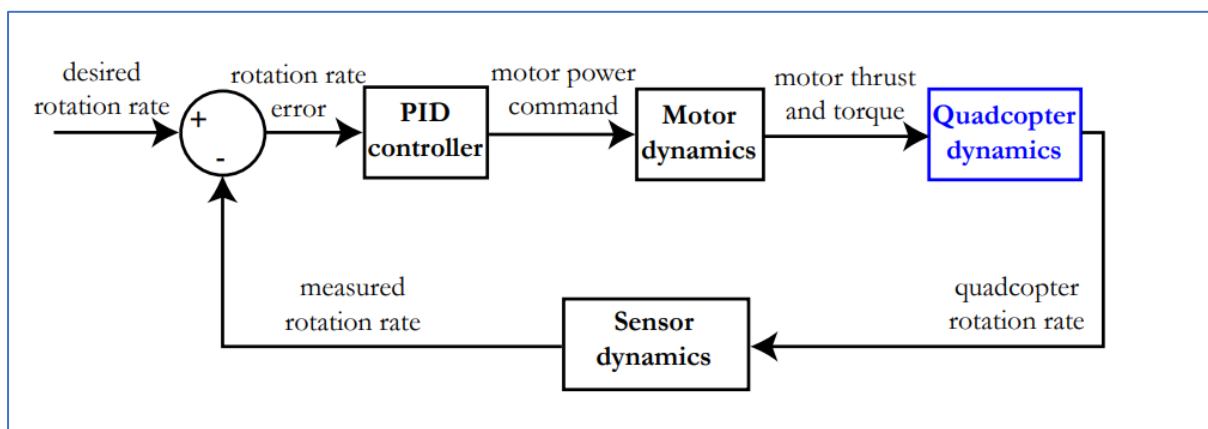 desired
rotation rate
+
-
rotation rate
error
PID
controller
motor power
command
Motor
dynamics
motor thrust
and torque
Quadcopter
dynamics
quadcopter
rotation rate
Sensor
dynamics
measured
rotation rate